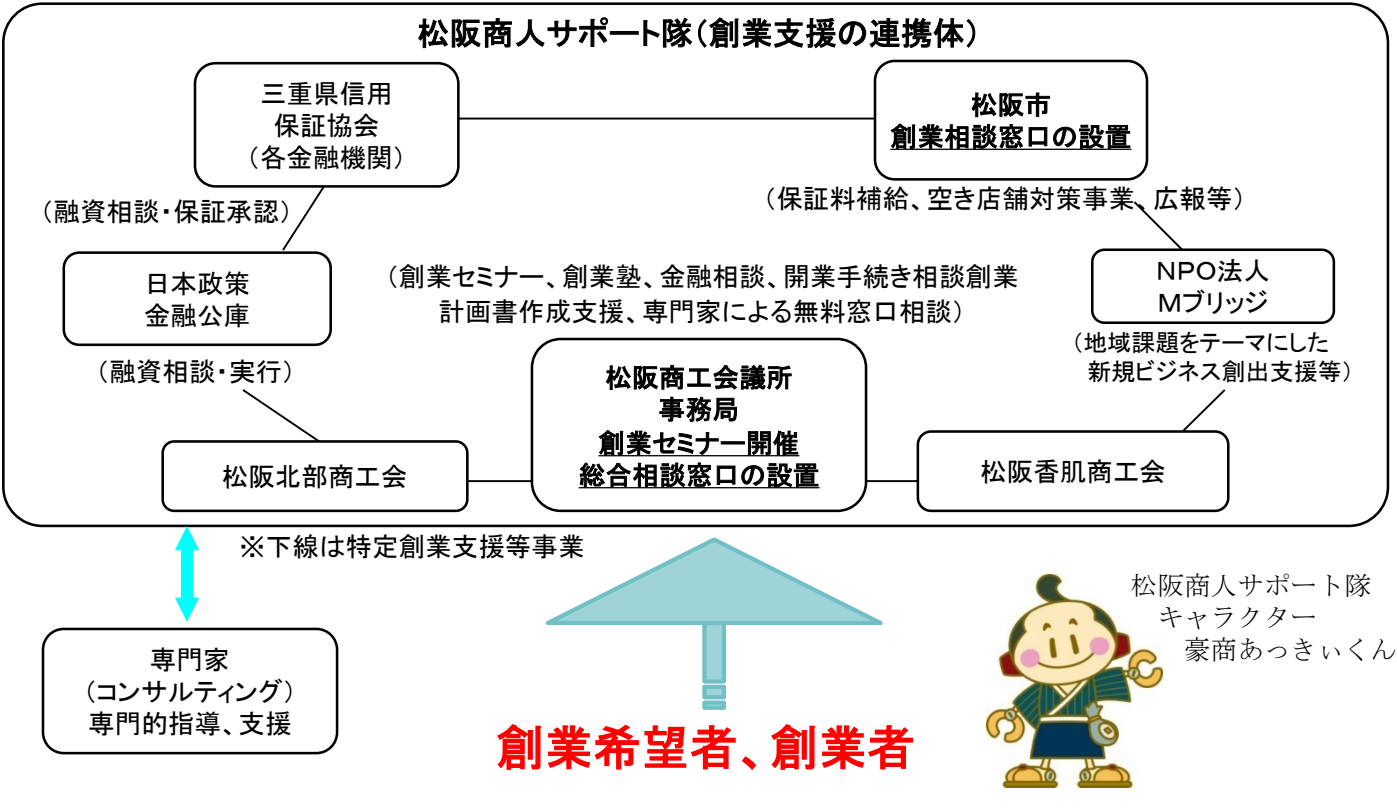 松阪商人サポート隊（創業支援の連携体）
三重県信用
保証協会
（各金融機関）
松阪市
創業相談窓口の設置
（融資相談・保証承認）
（保証料補給、空き店舗対策事業、広報等）
日本政策
金融公庫
（創業セミナー、創業塾、金融相談、開業手続き相談創業
計画書作成支援、専門家による無料窓口相談）
ＮＰＯ法人
Ｍブリッジ
（融資相談・実行）
（地域課題をテーマにした
新規ビジネス創出支援等）
松阪商工会議所
事務局
創業セミナー開催
総合相談窓口の設置
松阪北部商工会
松阪香肌商工会
※下線は特定創業支援等事業
専門家
（コンサルティング）
専門的指導、支援
創業希望者、創業者
松阪商人サポート隊
キャラクター
豪商あっきぃくん